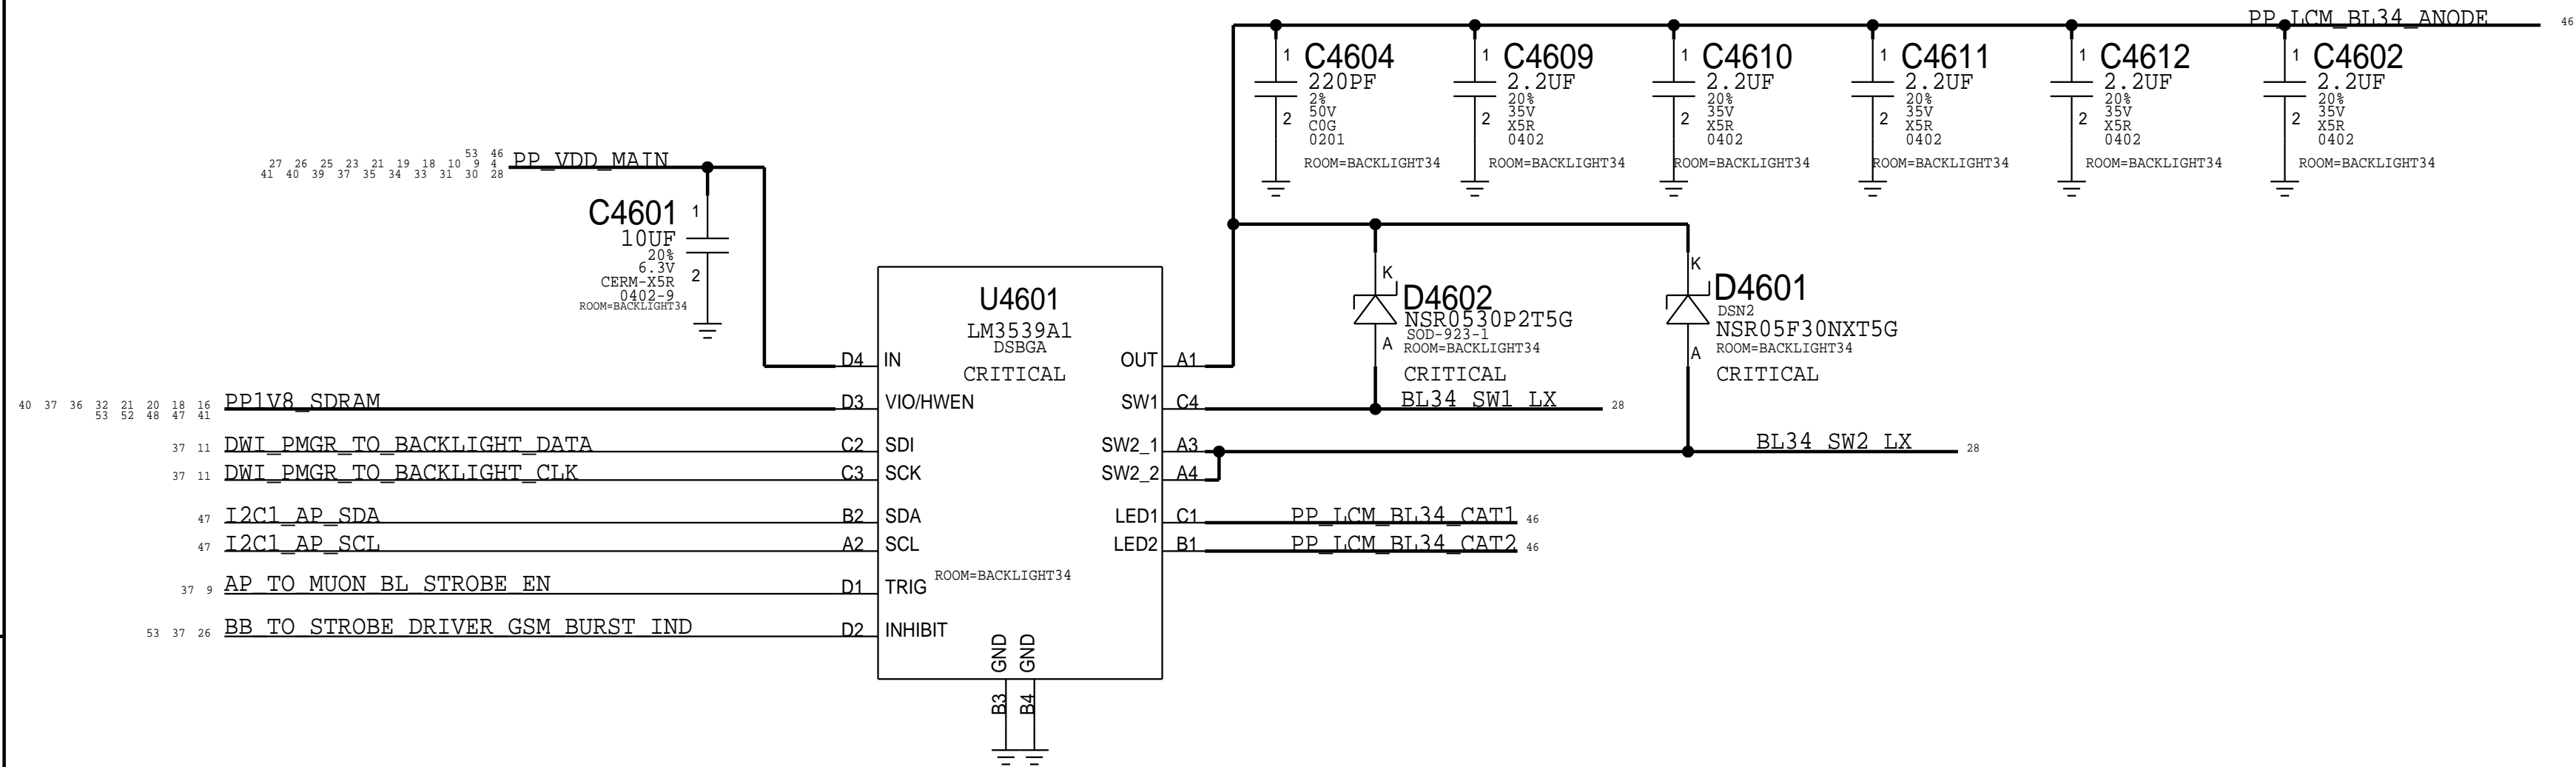 PP_LCM_BL34_ANODE 46
1 C4604
220PF
2%
50V
2 C0G
0201
ROOM=BACKLIGHT34
1 C4609
2.2UF
20%
35V
2 X5R
0402
ROOM=BACKLIGHT34
1 C4610
2.2UF
20%
35V
2 X5R
0402
ROOM=BACKLIGHT34
1 C4611
2.2UF
20%
35V
2 X5R
0402
ROOM=BACKLIGHT34
1 C4612
2.2UF
20%
35V
2 X5R
0402
ROOM=BACKLIGHT34
1 C4602
2.2UF
20%
35V
2 X5R
0402
ROOM=BACKLIGHT34
53 46
27 26 25 23 21 19 18 10 9 4 PP_VDD_MAIN
41 40 39 37 35 34 33 31 30 28
C4601 1
10UF
20%
6.3V 2
CERM-X5R
0402-9
ROOM=BACKLIGHT34
U4601
LM3539A1
DSBGA
CRITICAL
K
D4602
NSR0530P2T5G
SOD-923-1
A ROOM=BACKLIGHT34
CRITICAL
K
D4601
DSN2
NSR05F30NXT5G
A ROOM=BACKLIGHT34
CRITICAL
D4 IN
OUT A1
40 37 36 32 21 20 18 16 PP1V8_SDRAM D3 VIO/HWEN
53 52 48 47 41
SW1 C4 BL34_SW1_LX 28
37 11 DWI_PMGR_TO_BACKLIGHT_DATA C2 SDI
SW2_1 A3 BL34_SW2_LX 28
37 11 DWI_PMGR_TO_BACKLIGHT_CLK C3 SCK
SW2_2 A4
47 I2C1_AP_SDA B2 SDA
LED1 C1 PP_LCM_BL34_CAT1 46
47 I2C1_AP_SCL A2 SCL
LED2 B1 PP_LCM_BL34_CAT2 46
37 9 AP_TO_MUON_BL_STROBE_EN D1 TRIG
ROOM=BACKLIGHT34
53 37 26 BB_TO_STROBE_DRIVER_GSM_BURST_IND D2 INHIBIT
GND GND
B3 B4